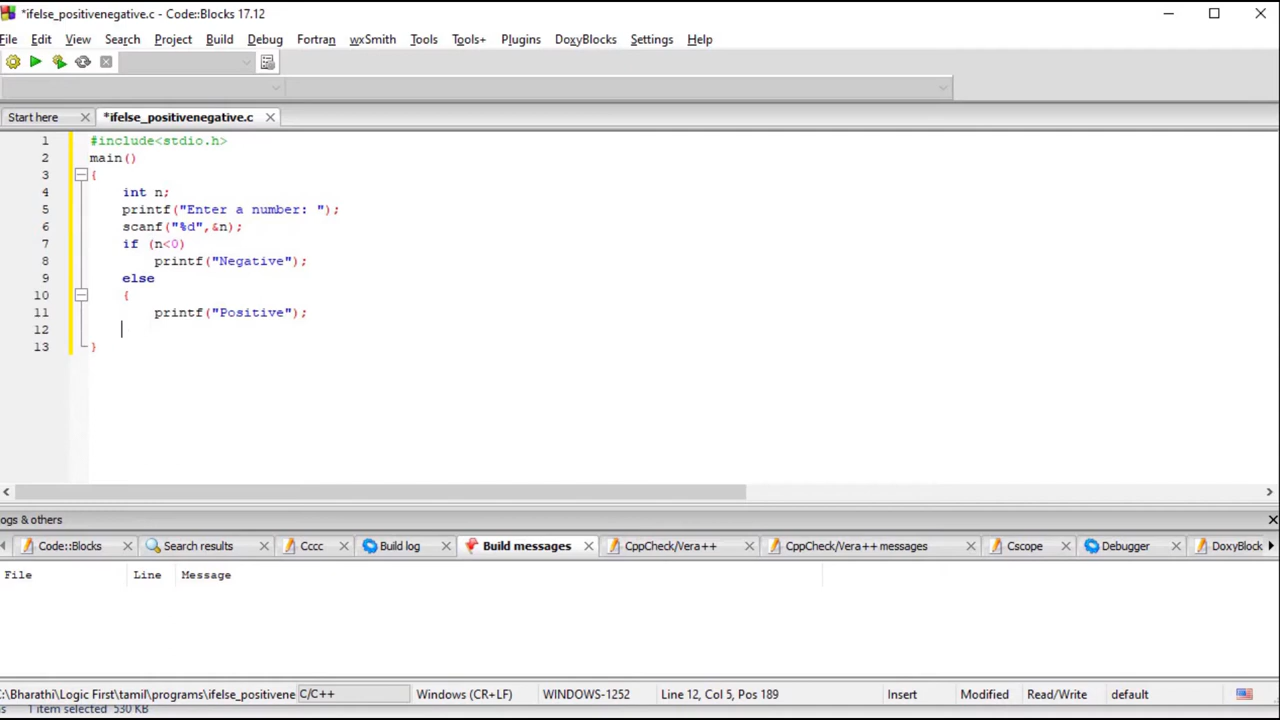 *ifelse_positivenegative.c - Code::Blocks 17.12
File Edit View Search Project Build Debug Fortran wxSmith Tools Tools+ Plugins DoxyBlocks Settings Help
Start here *ifelse_positivenegative.c
1 #include<stdio.h>
2 main()
3 {
4 int n;
5 printf("Enter a number: ");
6 scanf("%d",&n);
7 if (n<0)
8 printf("Negative");
9 else
10 {
11 printf("Positive");
12
13 }
ogs & others
Code::Blocks Search results Cccc Build log Build messages CppCheck/Vera++ CppCheck/Vera++ messages Cscope Debugger DoxyBlock
File Line Message
:\Bharathi\Logic First\tamil\programs\ifelse_positivene C/C++ Windows (CR+LF) WINDOWS-1252 Line 12, Col 5, Pos 189 Insert Modified Read/Write default
s 1 item selected 530 KB